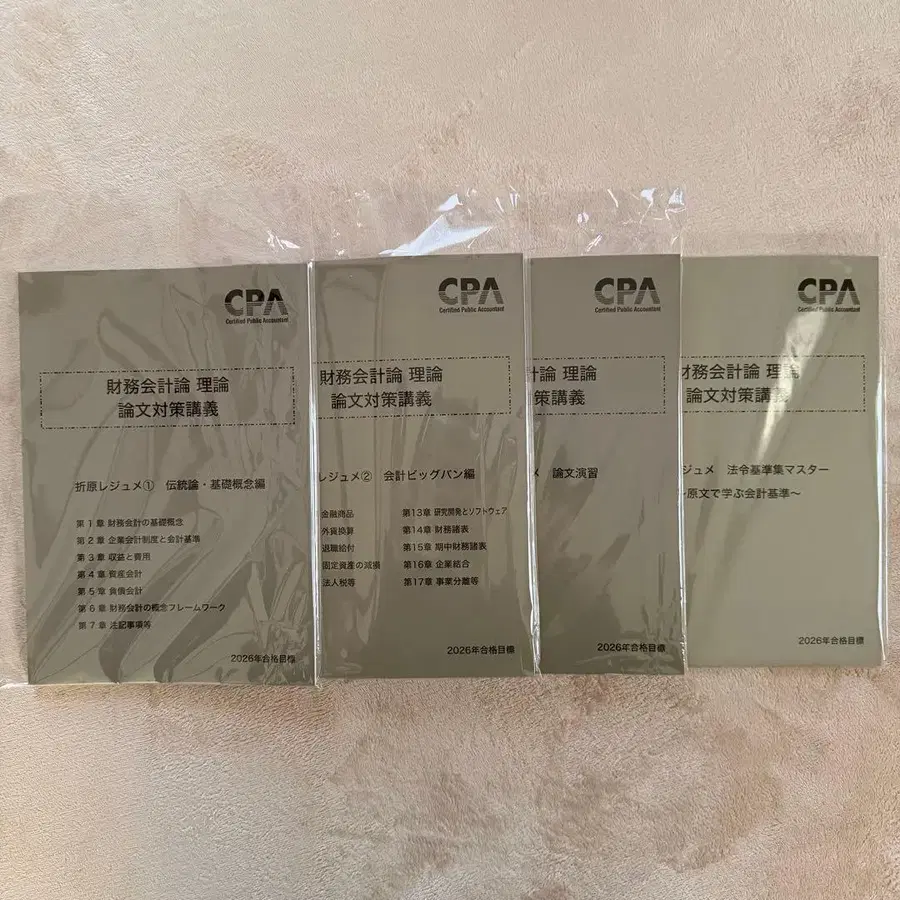 CPA
Certified Public Accountant
財務会計論 理論
論文対策講義
折原レジュメ① 伝統論・基礎概念編
第1章 財務会計の基礎概念
第2章 企業会計制度と会計基準
第3章 収益と費用
第4章 資産会計
第5章 負債会計
第6章 財務会計の概念フレームワーク
第7章 注記事項等
2026年合格目標
CPA
Certified Public Accountant
財務会計論 理論
論文対策講義
レジュメ② 会計ビッグバン編
金融商品
外貨換算
退職給付
固定資産の減損
法人税等
第13章 研究開発とソフトウェア
第14章 財務諸表
第15章 期中財務諸表
第16章 企業結合
第17章 事業分離等
2026年合格目標
CPA
Certified Public Accountant
計論 理論
策講義
メ 論文演習
2026年合格目標
CPA
Certified Public Accountant
財務会計論 理論
論文対策講義
ジュメ 法令基準集マスター
~原文で学ぶ会計基準~
2026年合格目標